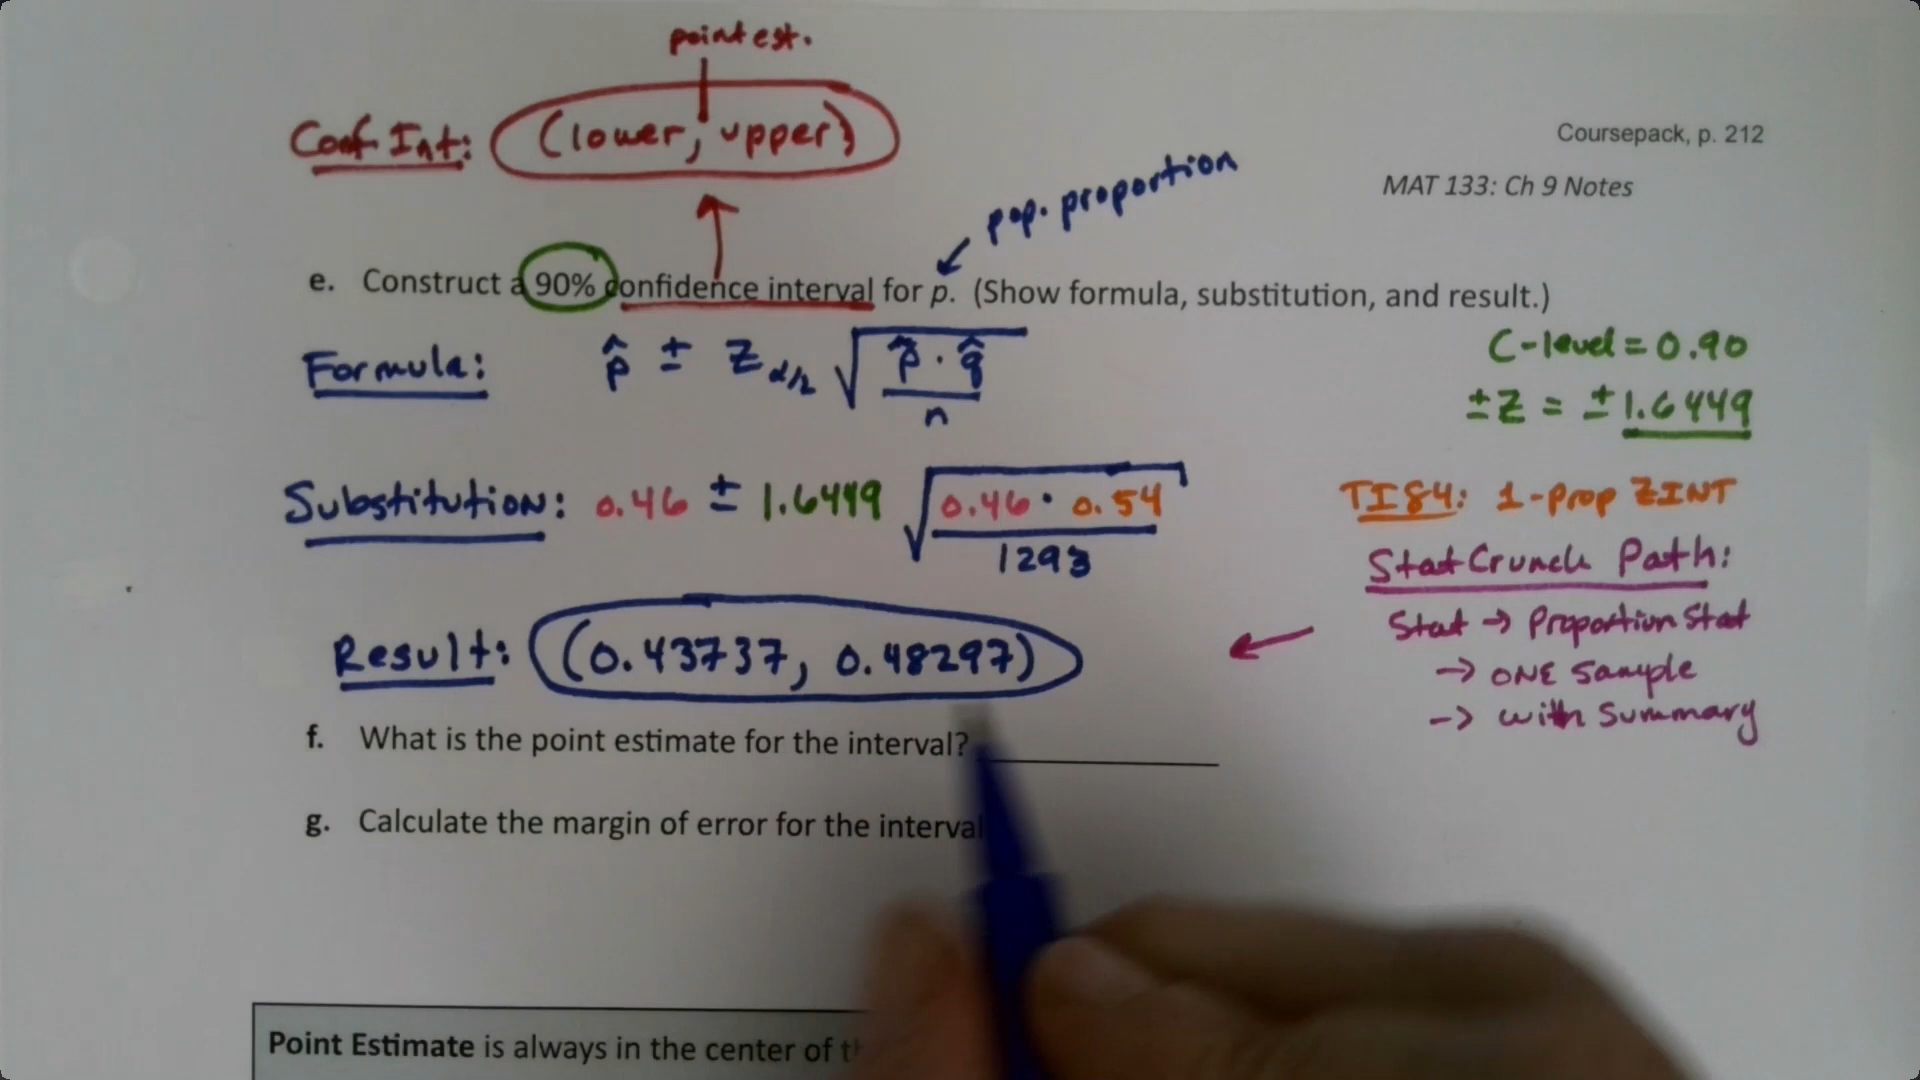 point est.
Conf. Int: (lower, upper)
Coursepack, p. 212
MAT 133: Ch 9 Notes
pop. proportion
e. Construct a 90% confidence interval for p. (Show formula, substitution, and result.)
Formula: p̂ ± Z α/2 √(p̂ · q̂ / n)
C-level = 0.90
±Z = ±1.6449
Substitution: 0.46 ± 1.6449 √(0.46 · 0.54 / 1293)
TI84: 1-Prop ZINT
StatCrunch Path:
Stat → Proportion Stat
→ ONE Sample
→ with Summary
Result: (0.43737, 0.48297)
f. What is the point estimate for the interval?
g. Calculate the margin of error for the interval
Point Estimate is always in the center of